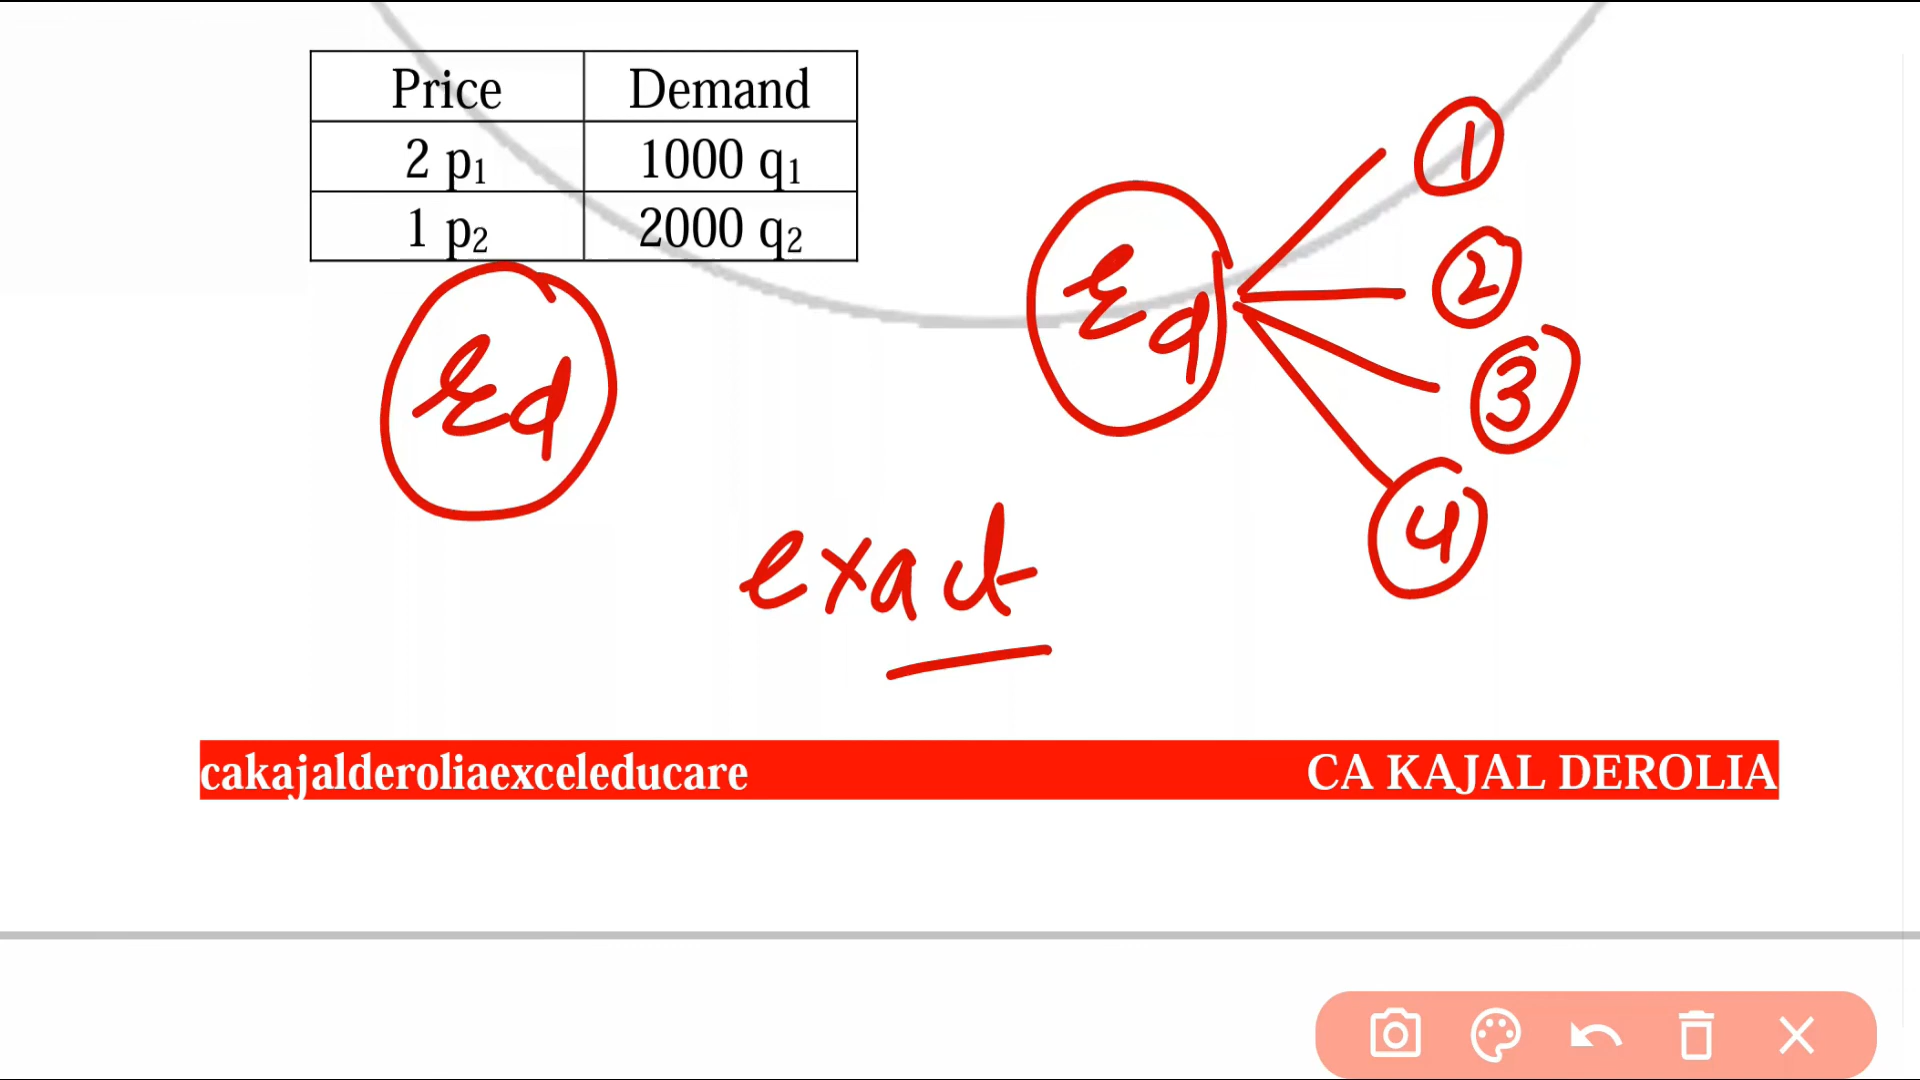 Price Demand
2 p₁ 1000 q₁
1 p₂ 2000 q₂
Ed
Ed
1
2
3
4
exact
cakajalderoliaexceleducare CA KAJAL DEROLIA